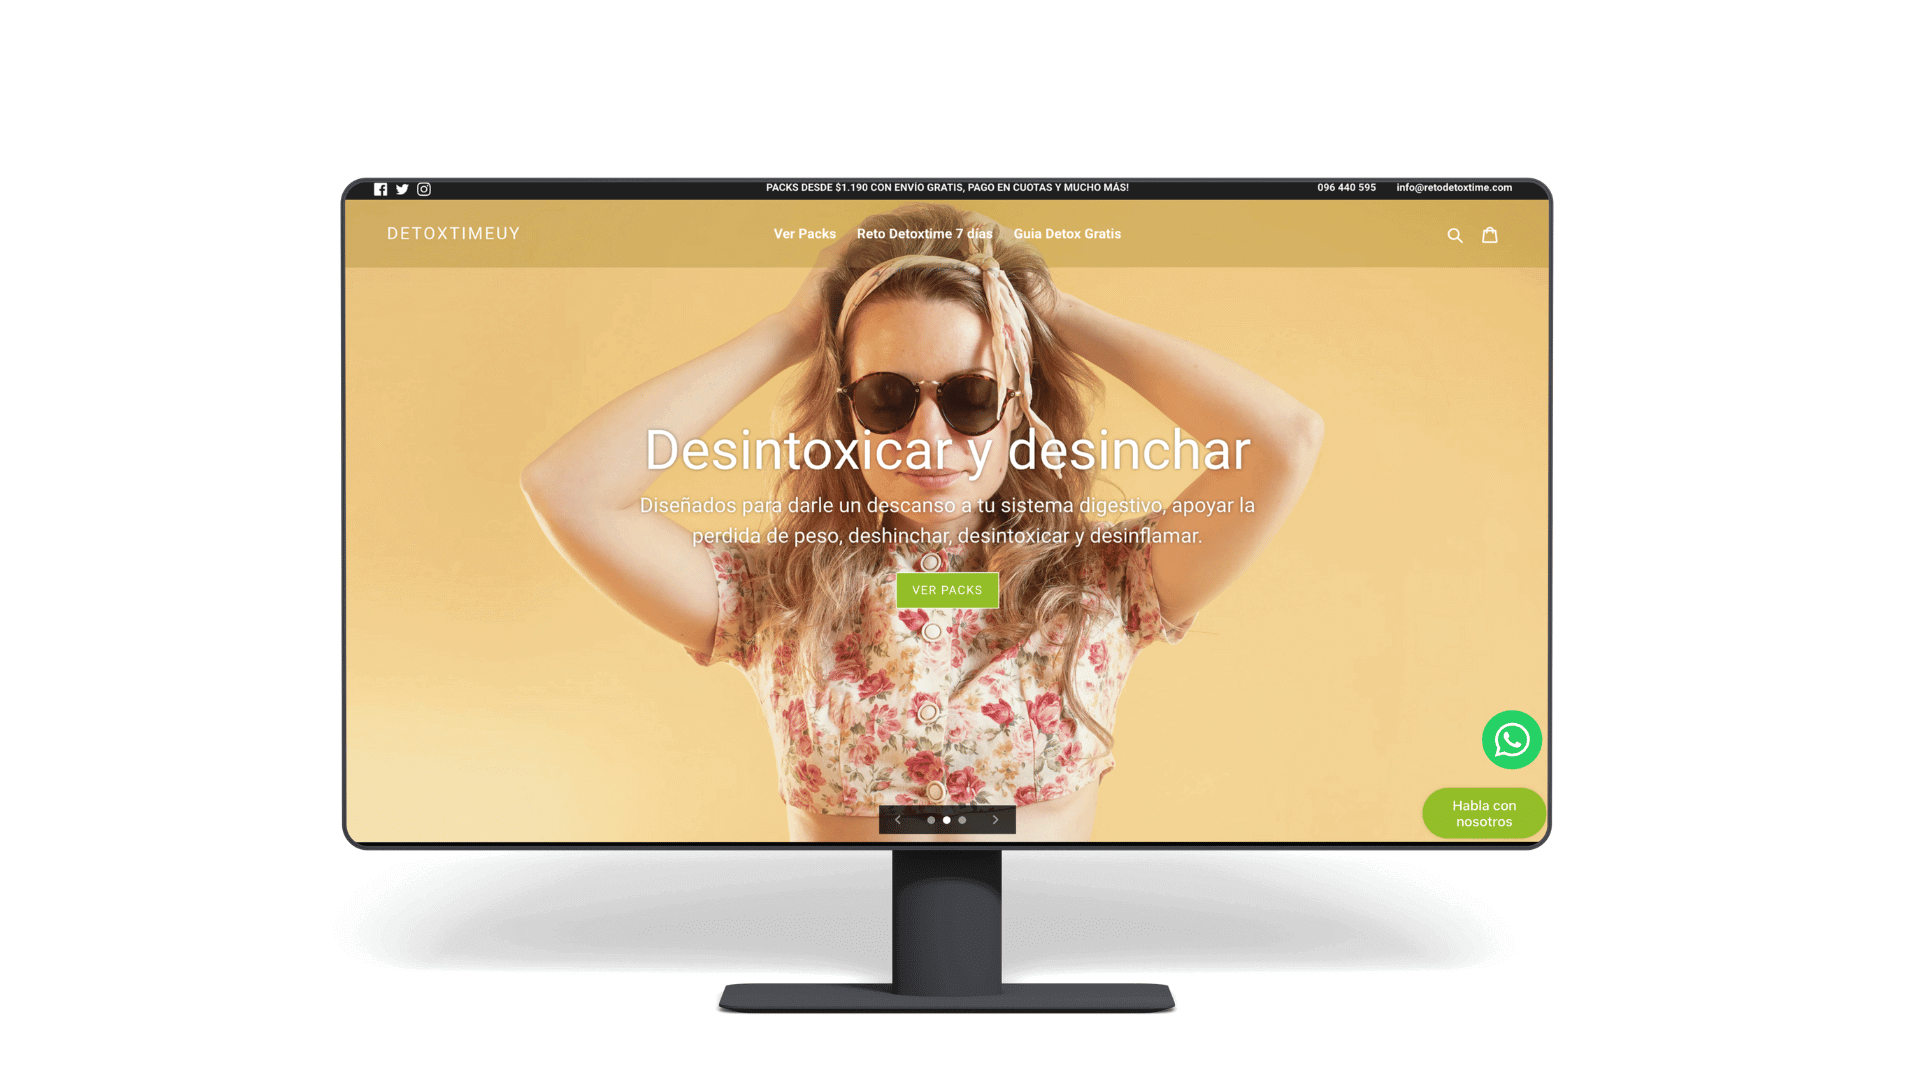 PACKS DESDE $1.190 CON ENVÍO GRATIS, PAGO EN CUOTAS Y MUCHO MÁS!
096 440 595
info@retodetoxtime.com
DETOXTIMEUY
Ver Packs
Reto Detoxtime 7 días
Guia Detox Gratis
Desintoxicar y desinchar
Diseñados para darle un descanso a tu sistema digestivo, apoyar la
perdida de peso, deshinchar, desintoxicar y desinflamar.
VER PACKS
Habla con
nosotros